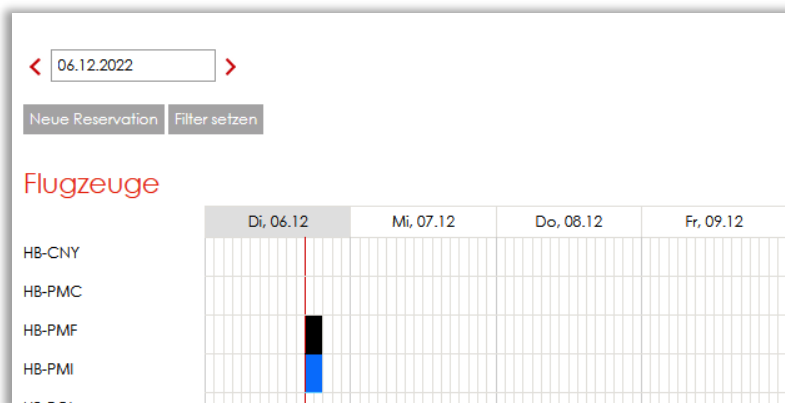 06.12.2022
Neue Reservation Filter setzen
Flugzeuge
Di, 06.12 Mi, 07.12 Do, 08.12 Fr, 09.12
HB-CNY
HB-PMC
HB-PMF
HB-PMI